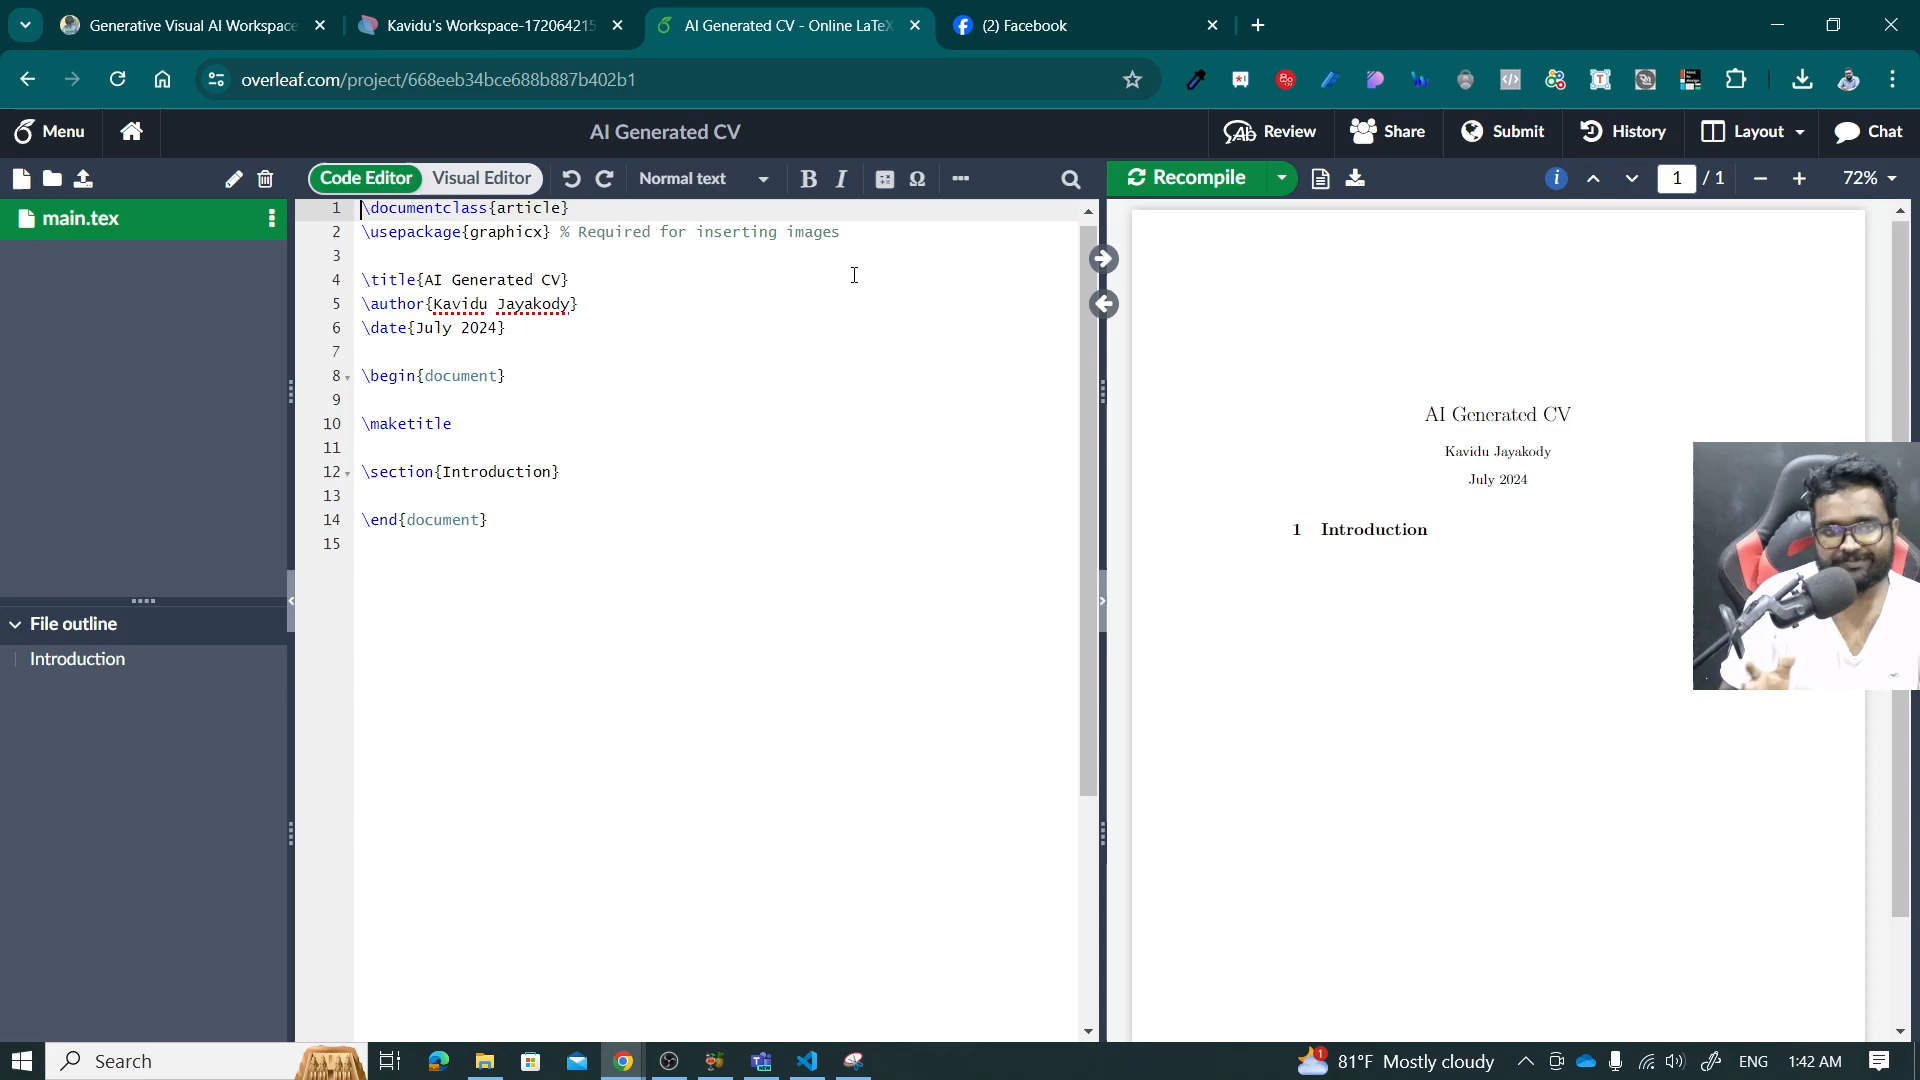 Generative Visual AI Workspace
Kavidu's Workspace-172064215
AI Generated CV - Online LaTeX
(2) Facebook
overleaf.com/project/668eeb34bce688b887b402b1
Menu
AI Generated CV
Review
Share
Submit
History
Layout
Chat
Code Editor
Visual Editor
Normal text
B
I
Ω
Recompile
1 / 1
72%
main.tex
1 \documentclass{article}
2 \usepackage{graphicx} % Required for inserting images
3
4 \title{AI Generated CV}
5 \author{Kavidu Jayakody}
6 \date{July 2024}
7
8 \begin{document}
9
10 \maketitle
11
12 \section{Introduction}
13
14 \end{document}
15
File outline
Introduction
AI Generated CV
Kavidu Jayakody
July 2024
1 Introduction
Search
1
81°F Mostly cloudy
ENG
1:42 AM